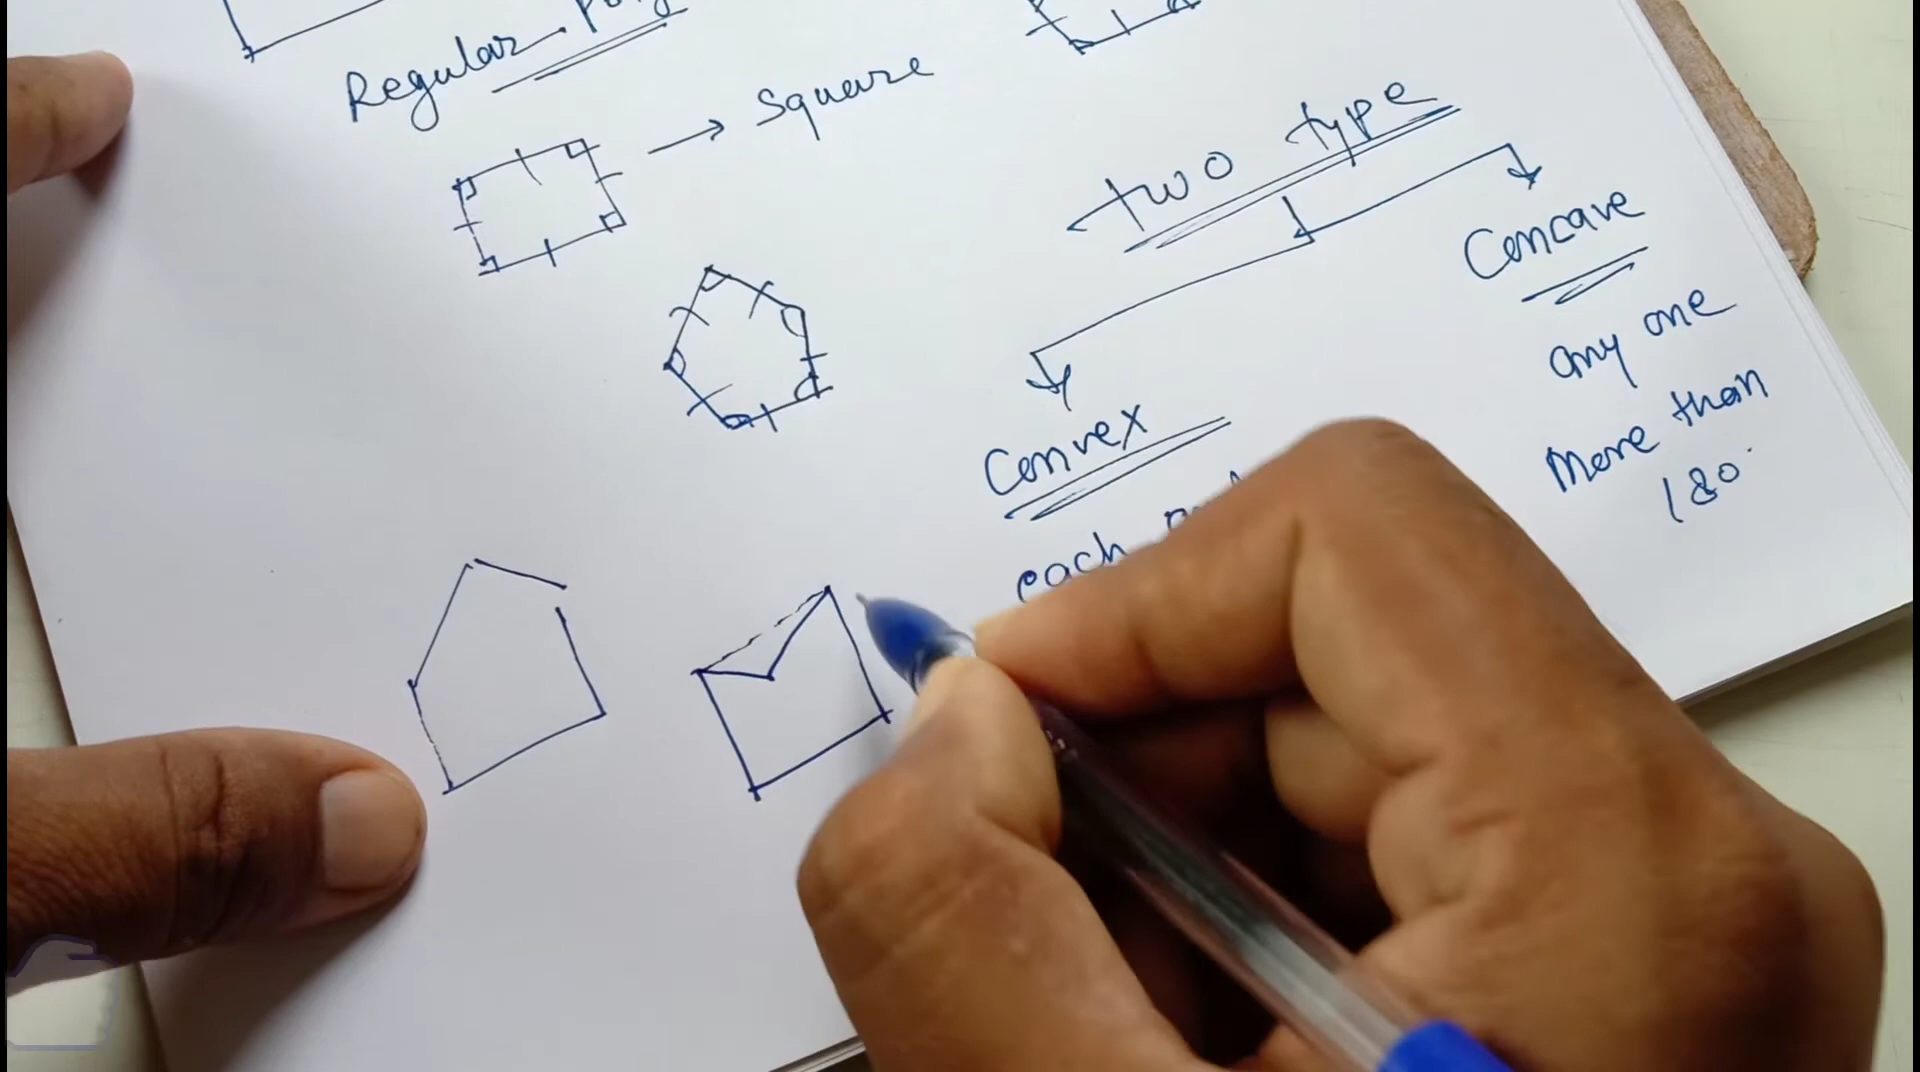 Regular
Square
two type
Concave
any one
More than
180°
Convex
each